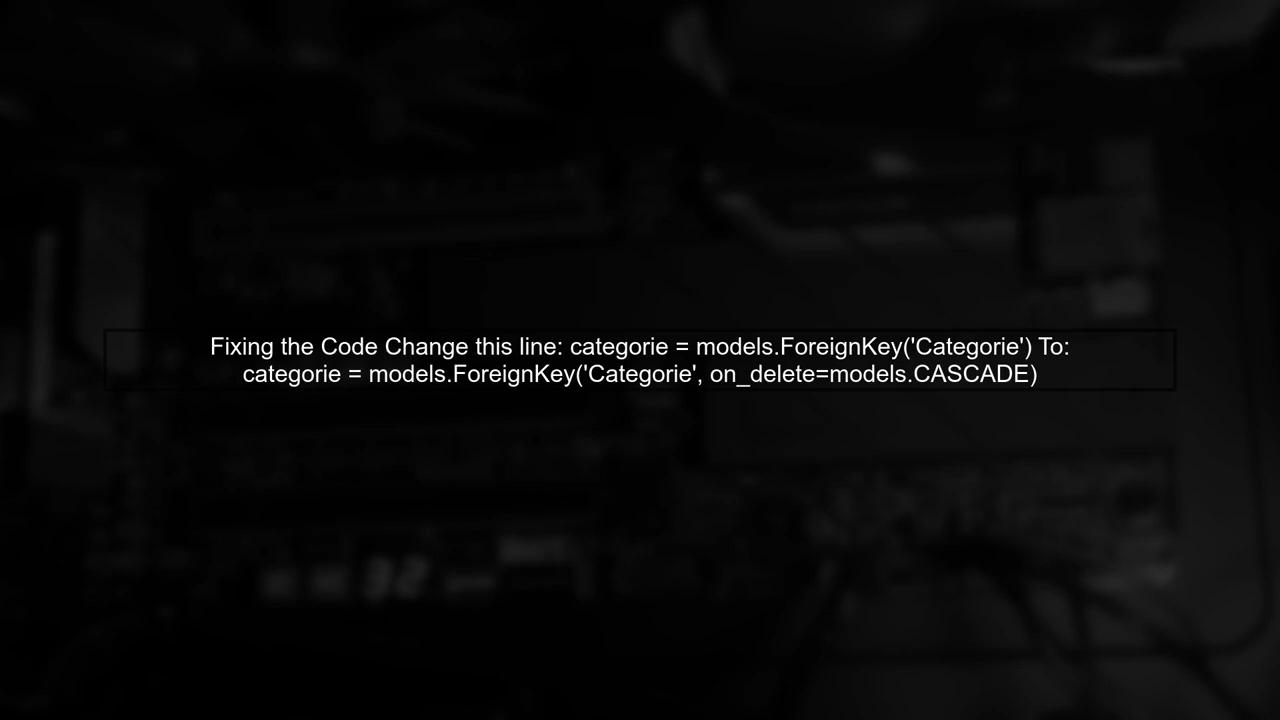 Fixing the Code Change this line: categorie = models.ForeignKey('Categorie') To:
categorie = models.ForeignKey('Categorie', on_delete=models.CASCADE)